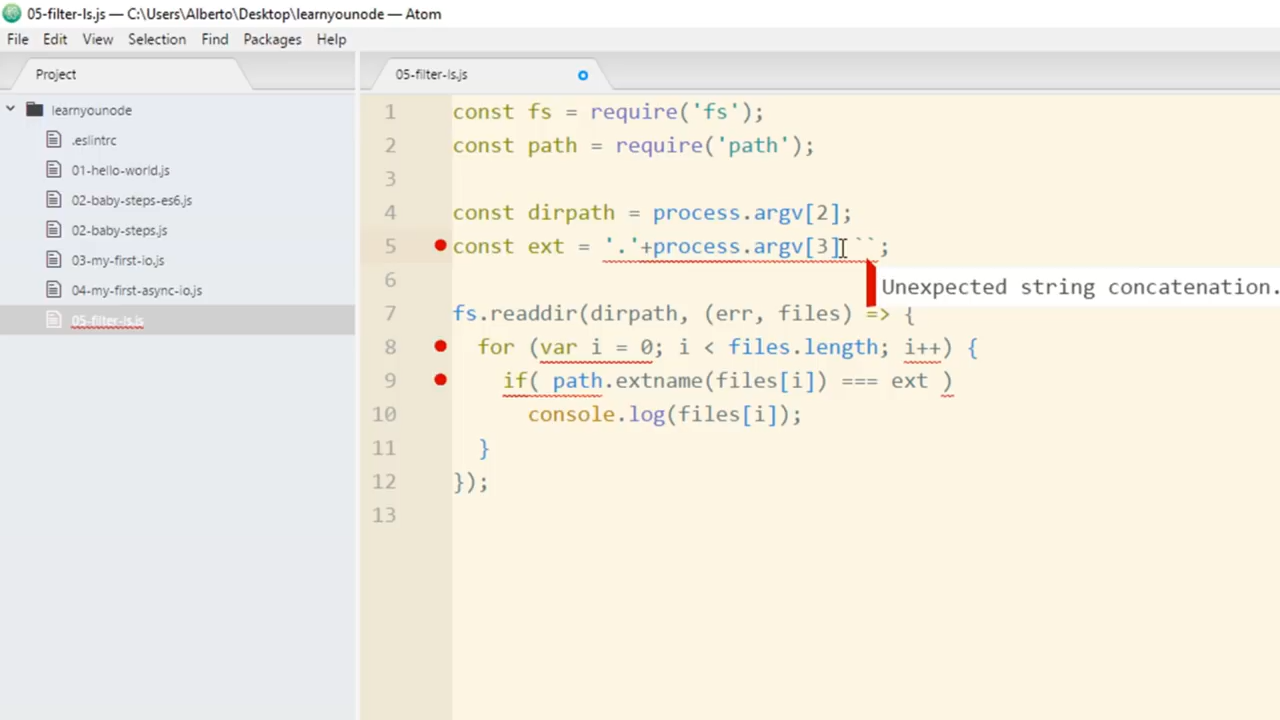 05-filter-ls.js — C:\Users\Alberto\Desktop\learnyounode — Atom
File Edit View Selection Find Packages Help
Project
05-filter-ls.js
learnyounode
.eslintrc
01-hello-world.js
02-baby-steps-es6.js
02-baby-steps.js
03-my-first-io.js
04-my-first-async-io.js
05-filter-ls.js
1 const fs = require('fs');
2 const path = require('path');
3
4 const dirpath = process.argv[2];
5 const ext = '.'+process.argv[3] ``;
Unexpected string concatenation.
6
7 fs.readdir(dirpath, (err, files) => {
8 for (var i = 0; i < files.length; i++) {
9 if( path.extname(files[i]) === ext )
10 console.log(files[i]);
11 }
12 });
13